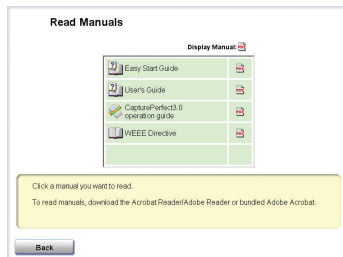 Read Manuals
Display Manual:
Easy Start Guide
User's Guide
CapturePerfect3.0
operation guide
WEEE Directive
Click a manual you want to read.
To read manuals, download the Acrobat Reader/Adobe Reader or bundled Adobe Acrobat.
Back